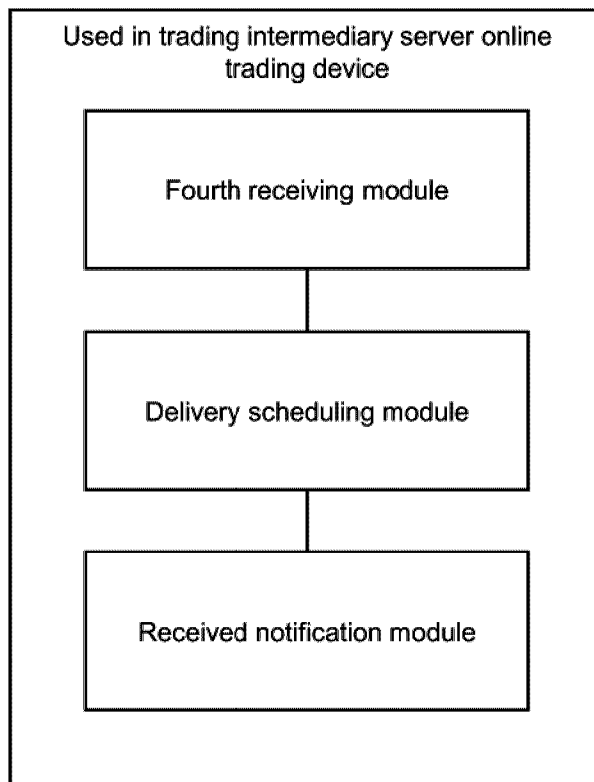 Used in trading intermediary server online
trading device
Fourth receiving module
Delivery scheduling module
Received notification module